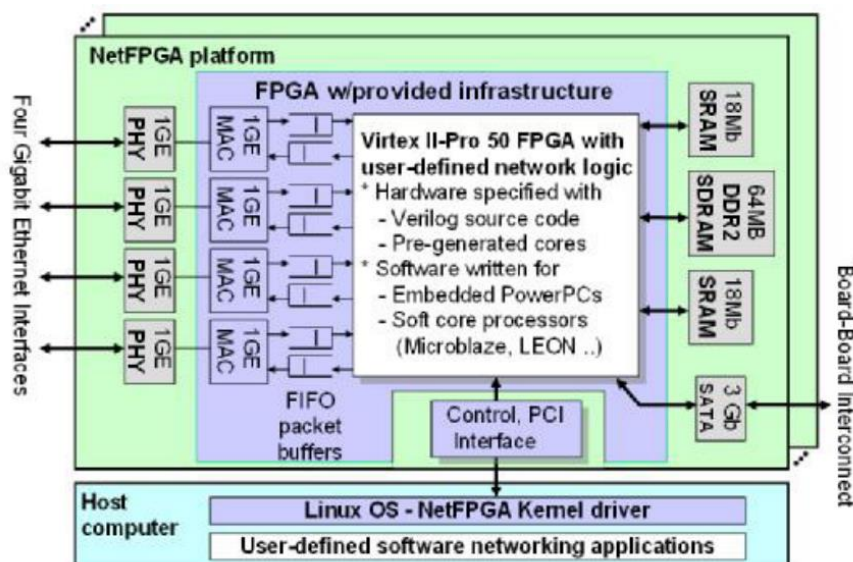 NetFPGA platform
FPGA w/provided infrastructure
Four Gigabit Ethernet Interfaces
1GE
PHY
1GE
MAC
1GE
PHY
1GE
MAC
1GE
PHY
1GE
MAC
1GE
PHY
1GE
MAC
FIFO
packet
buffers
Virtex II-Pro 50 FPGA with
user-defined network logic
* Hardware specified with
- Verilog source code
- Pre-generated cores
* Software written for
- Embedded PowerPCs
- Soft core processors
(Microblaze, LEON ..)
18Mb
SRAM
64MB
DDR2
SDRAM
18Mb
SRAM
3 Gb
SATA
Board-Board Interconnect
Control, PCI
Interface
Host
computer
Linux OS - NetFPGA Kernel driver
User-defined software networking applications